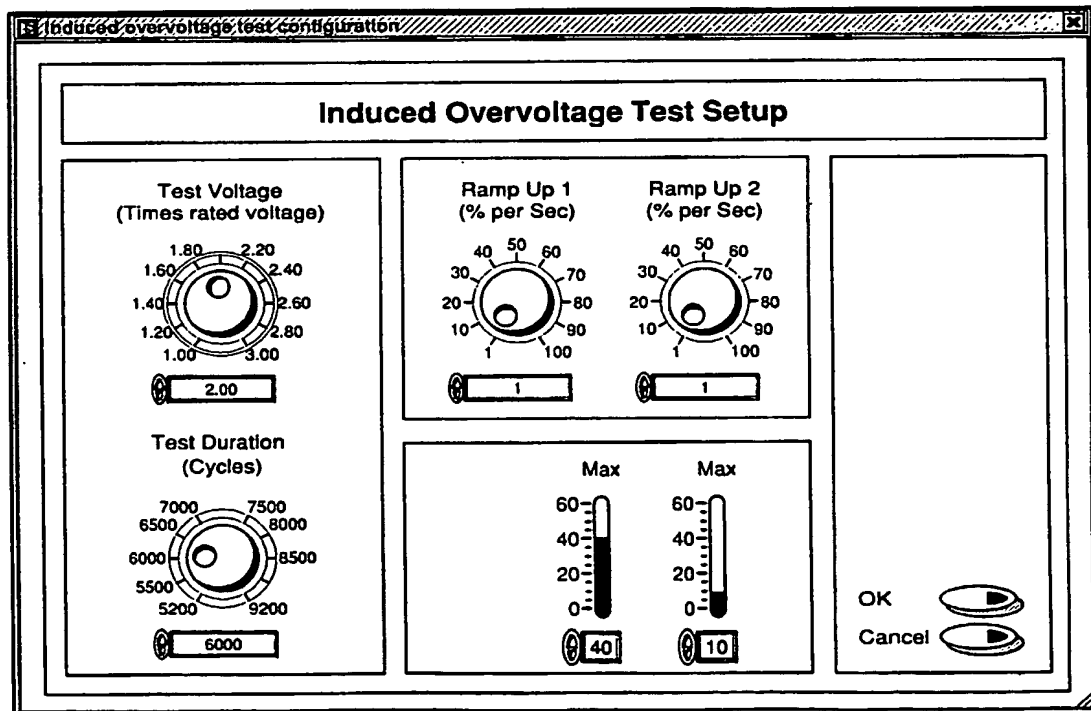 Induced overvoltage test configuration
Induced Overvoltage Test Setup
Test Voltage
(Times rated voltage)
1.80 2.20
1.60 2.40
1.40 2.60
1.20 2.80
1.00 3.00
2.00
Test Duration
(Cycles)
7000 7500
6500 8000
6000 8500
5500
5200 9200
6000
Ramp Up 1
(% per Sec)
50
40 60
30 70
20 80
10 90
1 100
1
Ramp Up 2
(% per Sec)
50
40 60
30 70
20 80
10 90
1 100
1
Max
60
40
20
0
40
Max
60
40
20
0
10
OK
Cancel